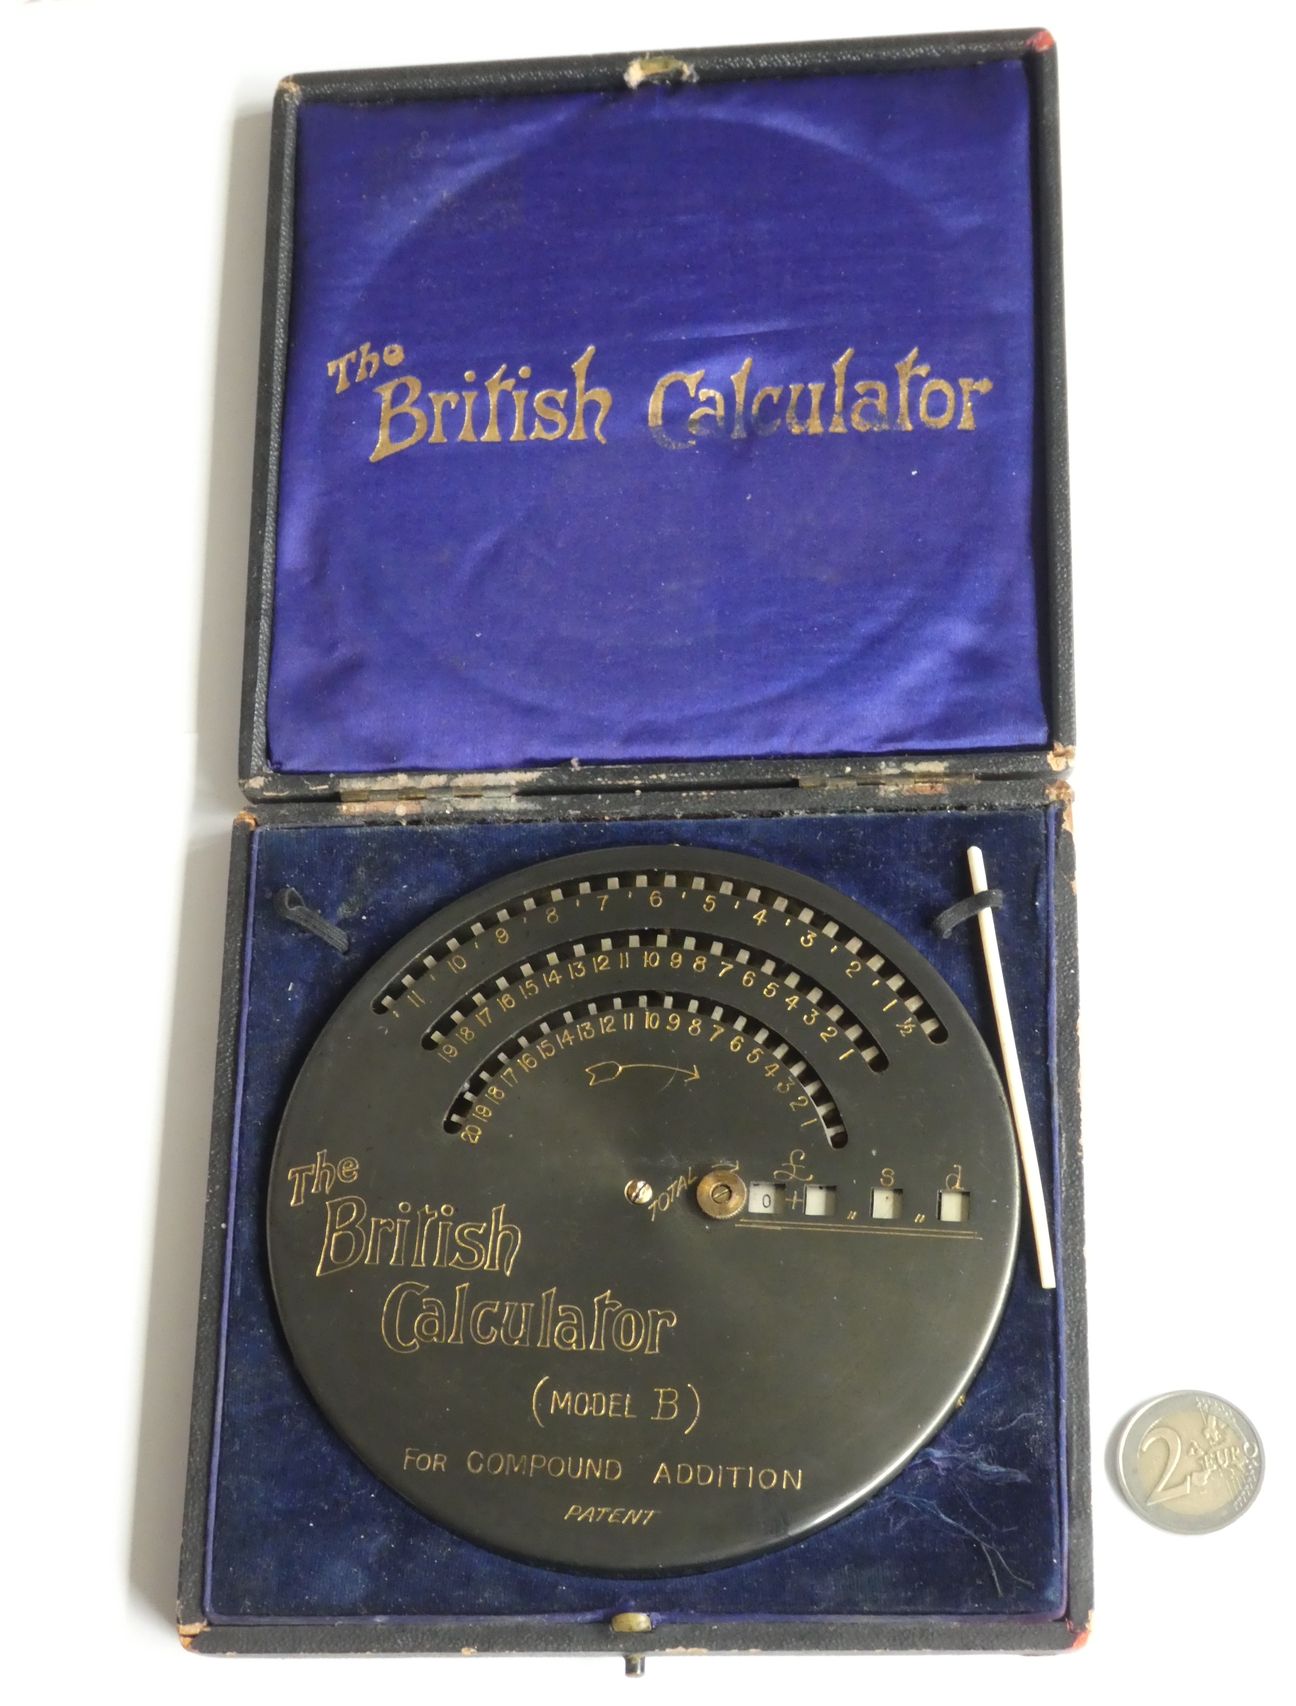 The
British Calculator
11 ' 10 ' 9 ' 8 ' 7 ' 6 ' 5 ' 4 ' 3 ' 2 ' 1 ½
19 18 17 16 15 14 13 12 11 10 9 8 7 6 5 4 3 2 1
20 19 18 17 16 15 14 13 12 11 10 9 8 7 6 5 4 3 2 1
£ s d
TOTAL 0 + " "
The
British
Calculator
(MODEL B)
FOR COMPOUND ADDITION
PATENT
2 EURO